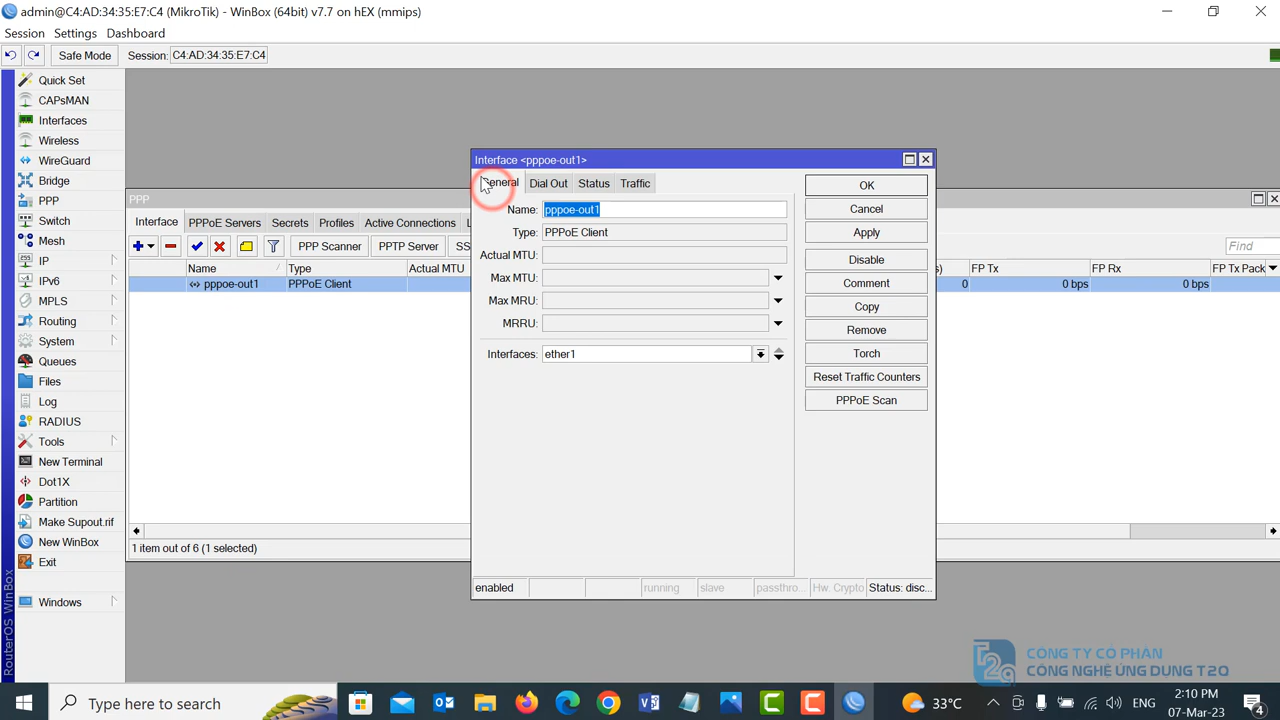 admin@C4:AD:34:35:E7:C4 (MikroTik) - WinBox (64bit) v7.7 on hEX (mmips)
Session Settings Dashboard
Safe Mode Session: C4:AD:34:35:E7:C4
Quick Set
CAPsMAN
Interfaces
Wireless
WireGuard
Bridge
PPP
Switch
Mesh
IP
IPv6
MPLS
Routing
System
Queues
Files
Log
RADIUS
Tools
New Terminal
Dot1X
Partition
Make Supout.rif
New WinBox
Exit
Windows
RouterOS WinBox
PPP
Interface PPPoE Servers Secrets Profiles Active Connections L
PPP Scanner PPTP Server SS Find
Name Type Actual MTU s) FP Tx FP Rx FP Tx Pack
pppoe-out1 PPPoE Client 0 0 bps 0 bps
1 item out of 6 (1 selected)
Interface <pppoe-out1>
General Dial Out Status Traffic
Name: pppoe-out1
Type: PPPoE Client
Actual MTU:
Max MTU:
Max MRU:
MRRU:
Interfaces: ether1
OK
Cancel
Apply
Disable
Comment
Copy
Remove
Torch
Reset Traffic Counters
PPPoE Scan
enabled running slave passthro... Hw. Crypto Status: disc...
T2Q
CÔNG TY CỔ PHẦN
CÔNG NGHỆ ỨNG DỤNG T2Q
Type here to search
33°C ENG
2:10 PM
07-Mar-23
4